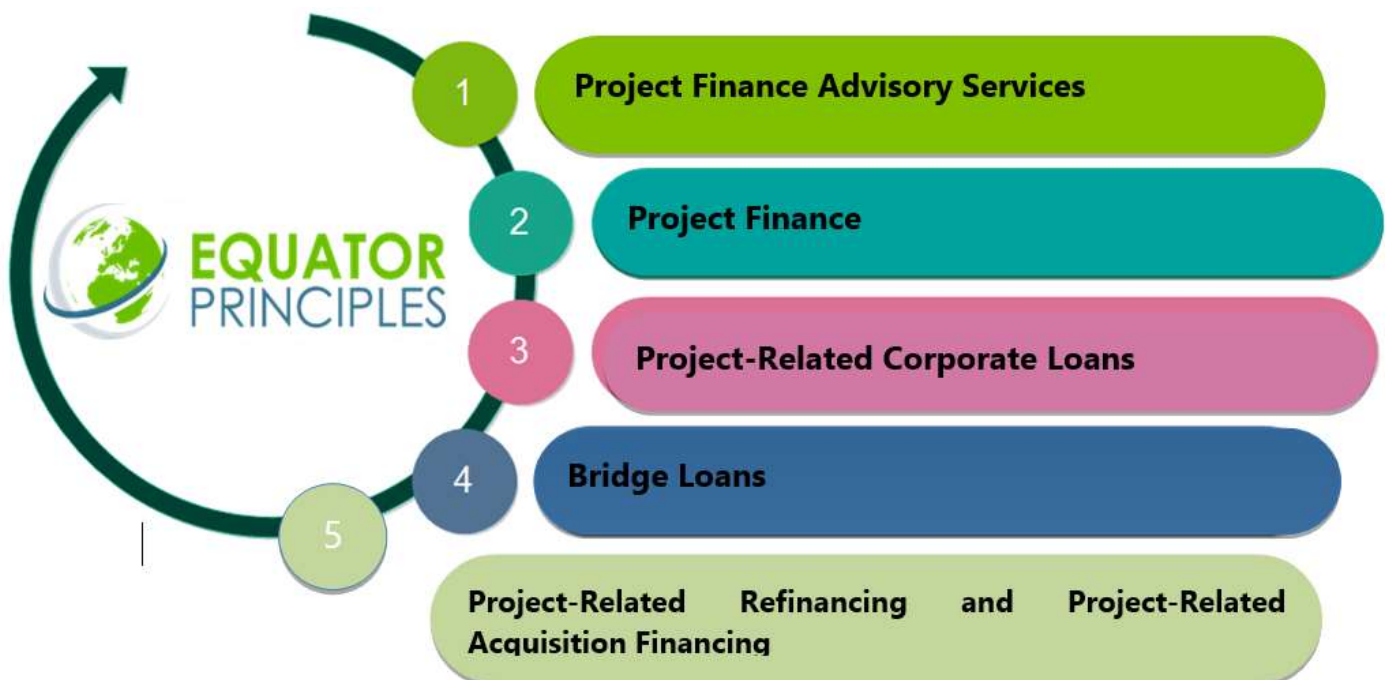 1
Project Finance Advisory Services
2
Project Finance
EQUATOR
PRINCIPLES
3
Project-Related Corporate Loans
4
Bridge Loans
5
Project-Related Refinancing and Project-Related
Acquisition Financing